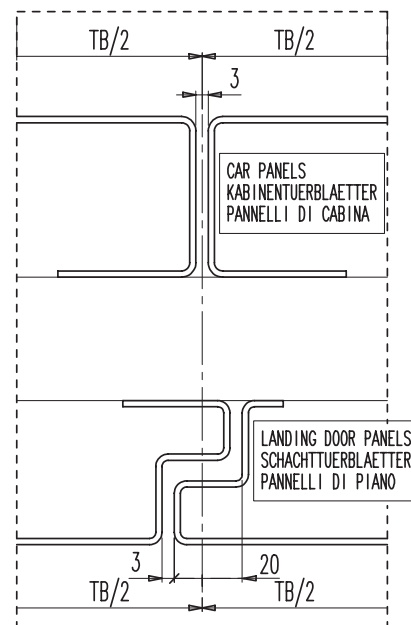 TB/2 TB/2
3
CAR PANELS
KABINENTUERBLAETTER
PANNELLI DI CABINA
LANDING DOOR PANELS
SCHACHTTUERBLAETTER
PANNELLI DI PIANO
3 20
TB/2 TB/2